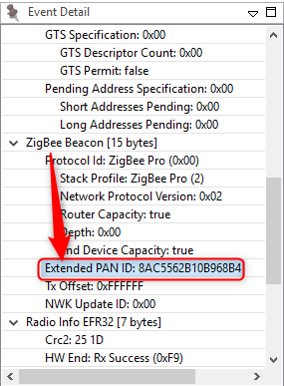 Event Detail
GTS Specification: 0x00
GTS Descriptor Count: 0x00
GTS Permit: false
Pending Address Specification: 0x00
Short Addresses Pending: 0x00
Long Addresses Pending: 0x00
ZigBee Beacon [15 bytes]
Protocol Id: ZigBee Pro (0x00)
Stack Profile: ZigBee Pro (2)
Network Protocol Version: 0x02
Router Capacity: true
Depth: 0x00
End Device Capacity: true
Extended PAN ID: 8AC5562B10B968B4
Tx Offset: 0xFFFFFF
NWK Update ID: 0x00
Radio Info EFR32 [7 bytes]
Crc2: 25 1D
HW End: Rx Success (0xF9)